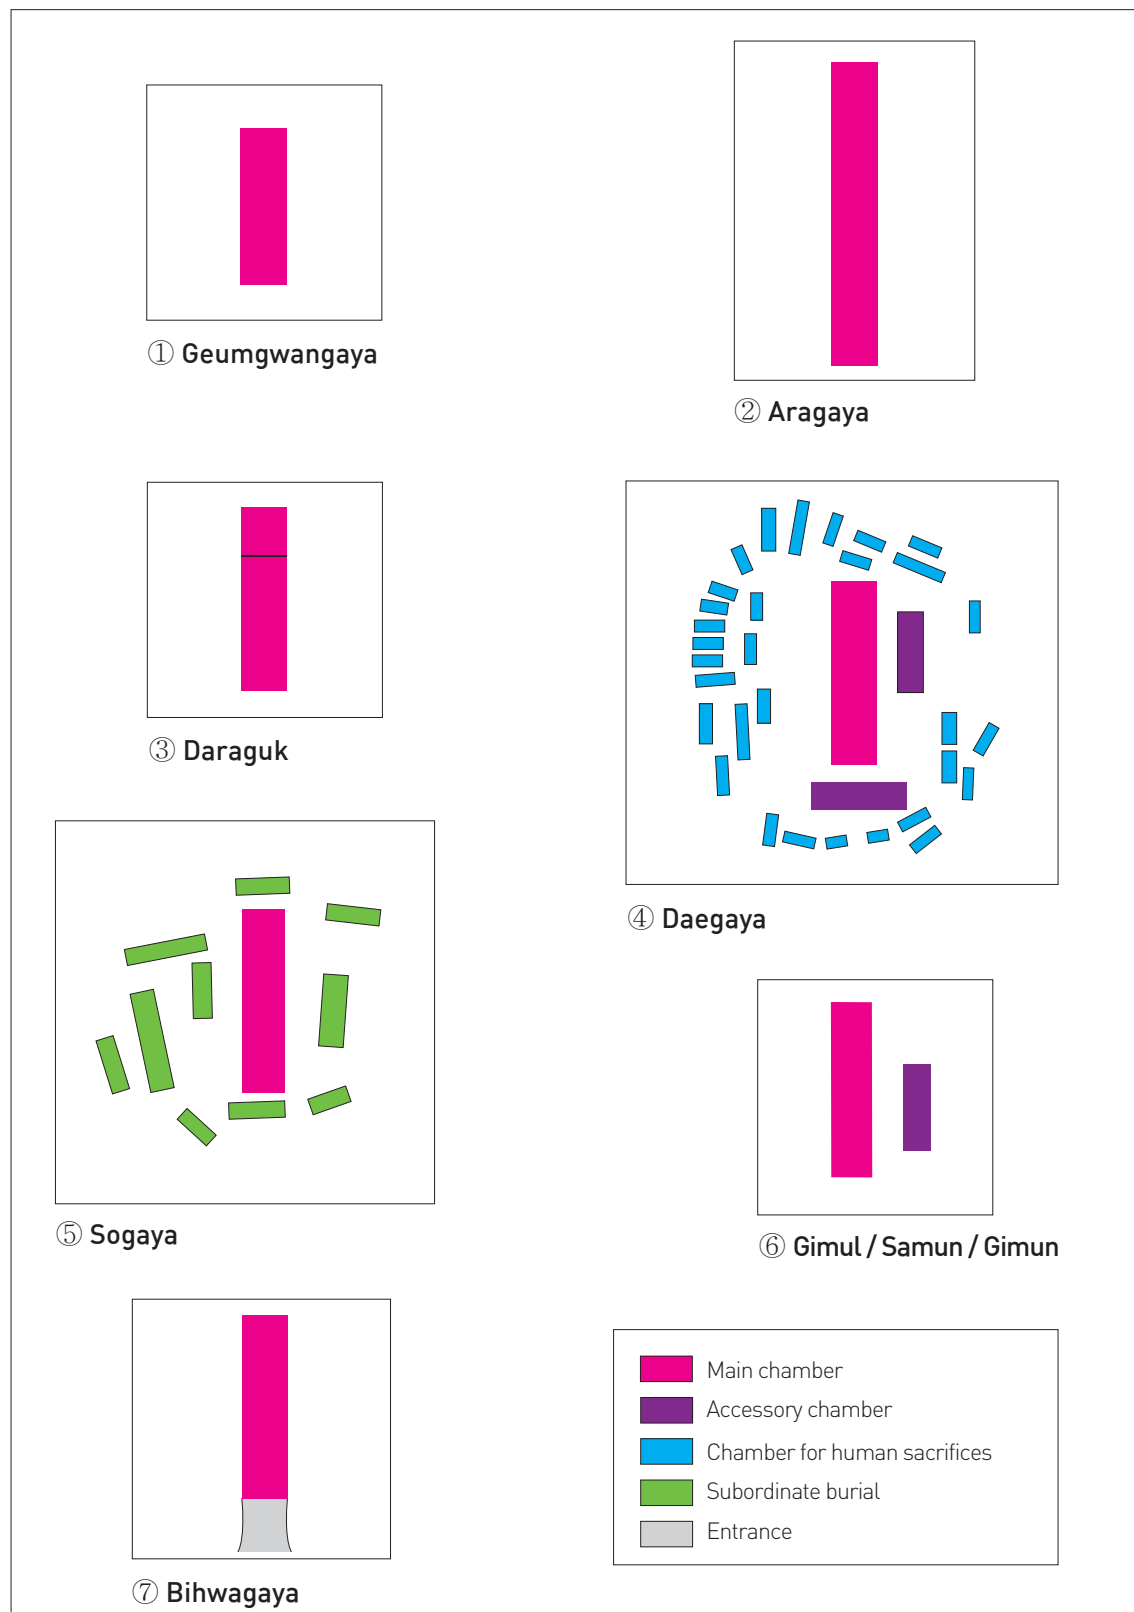 ① Geumgwangaya
② Aragaya
③ Daraguk
④ Daegaya
⑤ Sogaya
⑥ Gimul / Samun / Gimun
⑦ Bihwagaya
Main chamber
Accessory chamber
Chamber for human sacrifices
Subordinate burial
Entrance